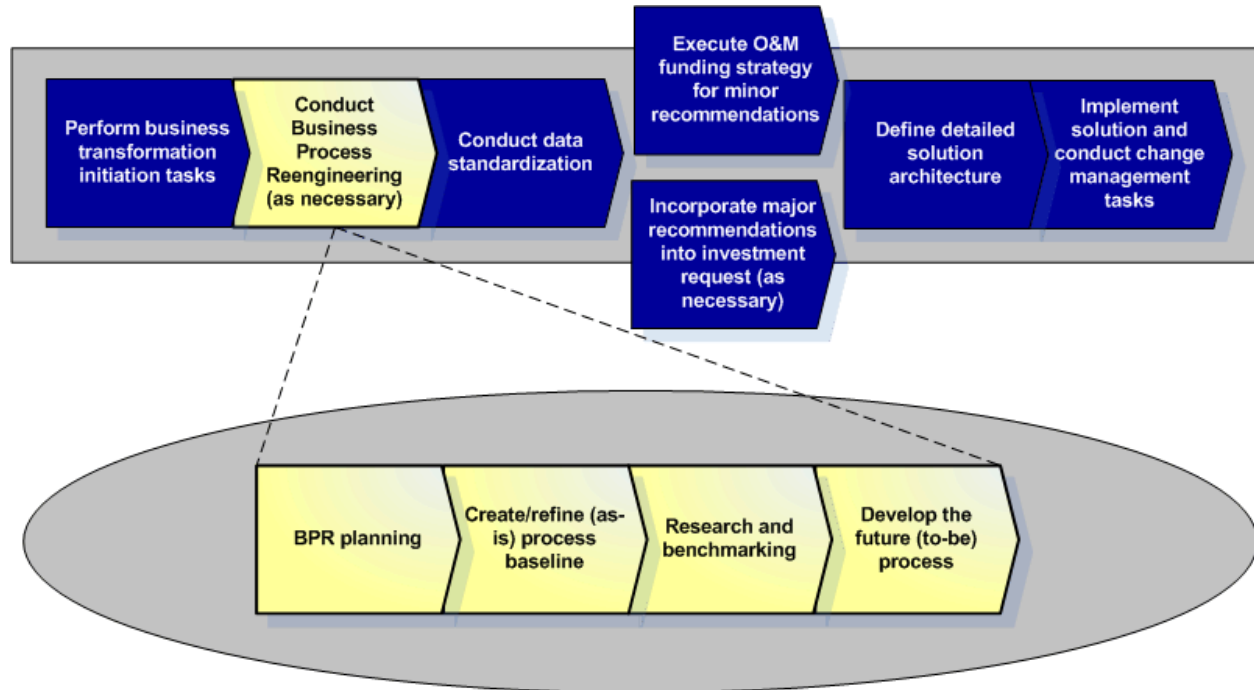 Perform business
transformation
initiation tasks
Conduct
Business
Process
Reengineering
(as necessary)
Conduct data
standardization
Execute O&M
funding strategy
for minor
recommendations
Incorporate major
recommendations
into investment
request (as
necessary)
Define detailed
solution
architecture
Implement
solution and
conduct change
management
tasks
BPR planning
Create/refine (as-
is) process
baseline
Research and
benchmarking
Develop the
future (to-be)
process